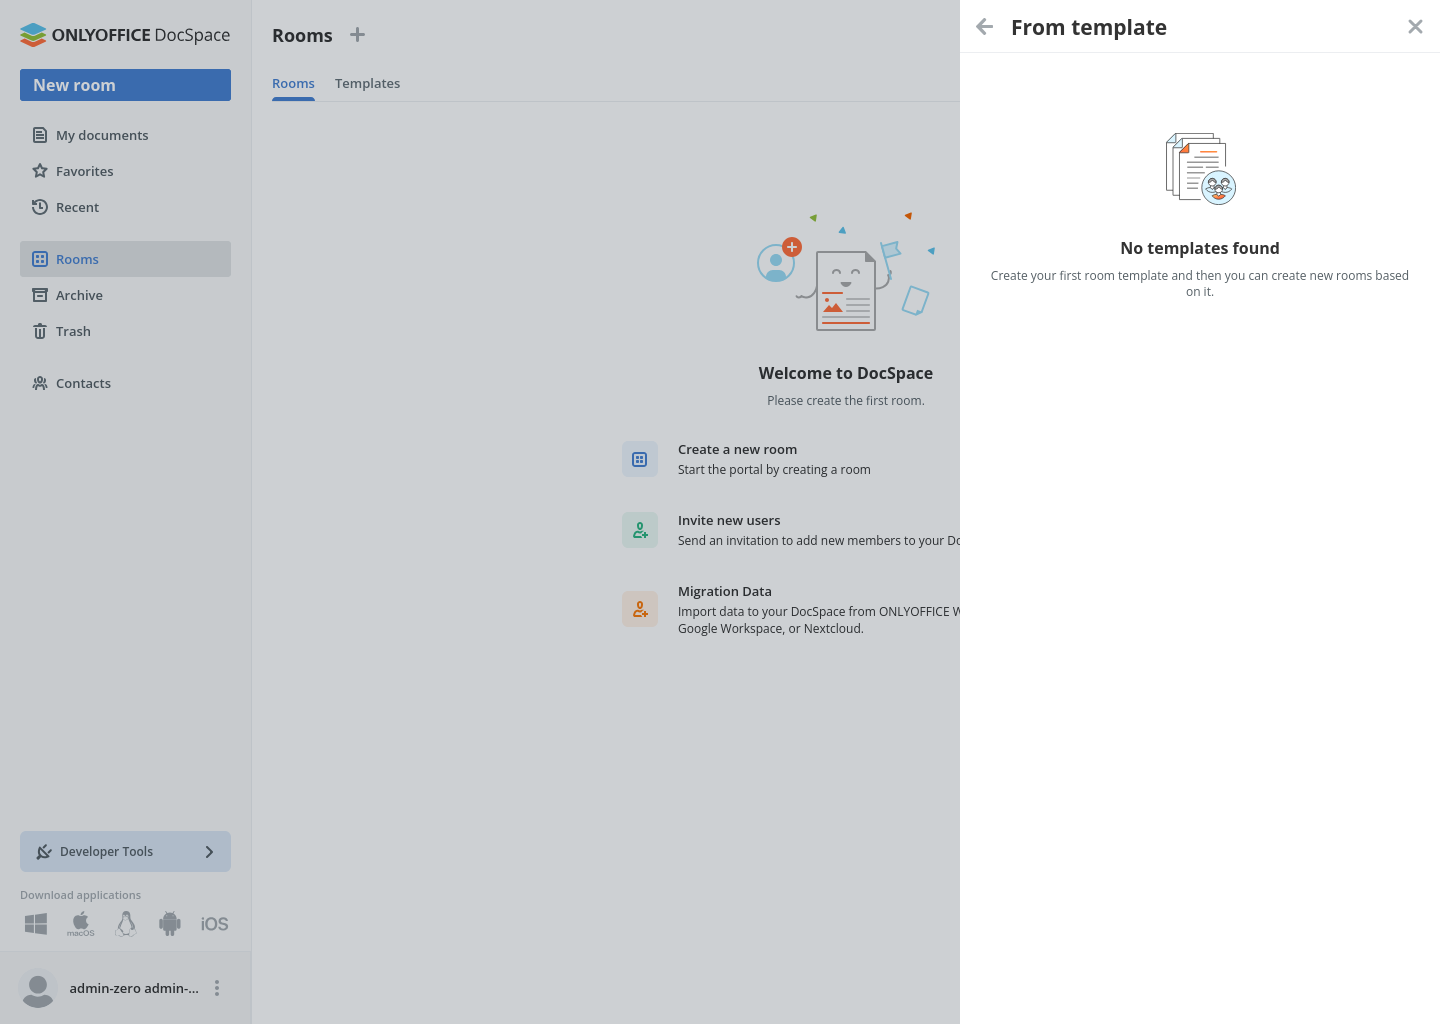 ONLYOFFICE DocSpace
New room
My documents
Favorites
Recent
Rooms
Archive
Trash
Contacts
Developer Tools
Download applications
macOS
iOS
admin-zero admin-...
Rooms
Rooms Templates
Welcome to DocSpace
Please create the first room.
Create a new room
Start the portal by creating a room
Invite new users
Send an invitation to add new members to your
Migration Data
Import data to your DocSpace from ONLYOFFICE
Google Workspace, or Nextcloud.
From template
No templates found
Create your first room template and then you can create new rooms based
on it.